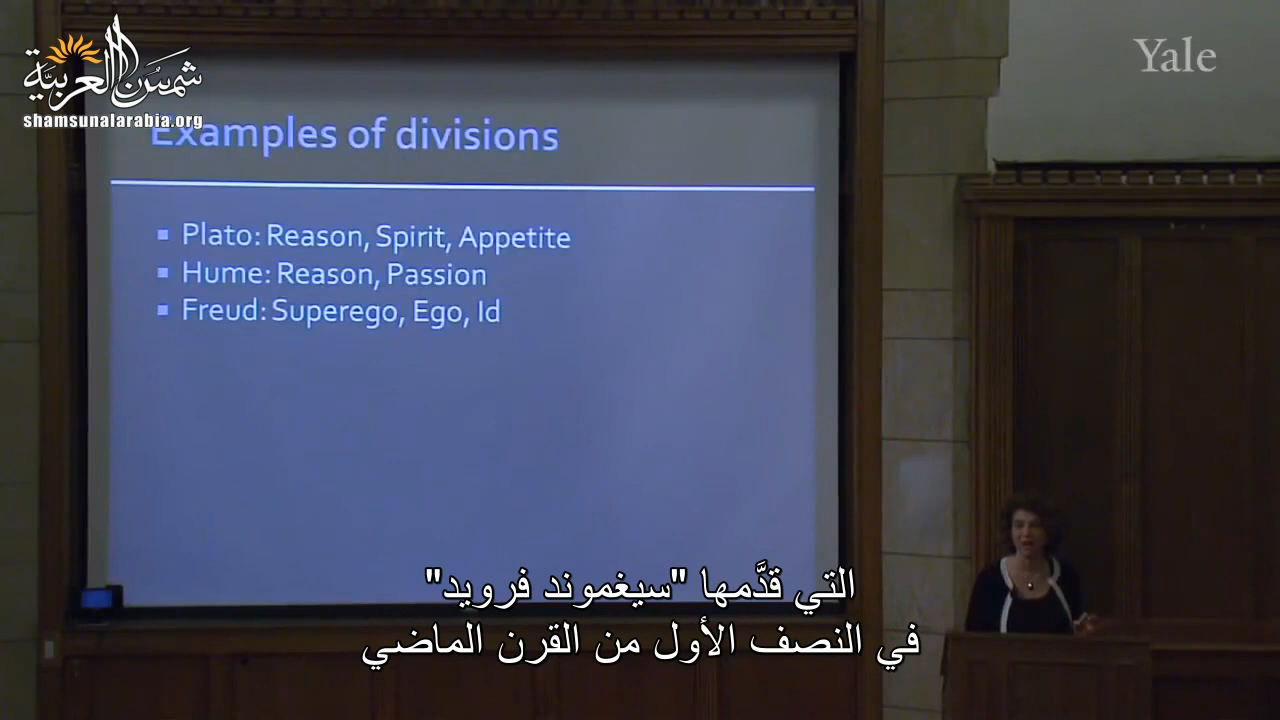 شمس العربية
shamsunalarabia.org
Yale
Examples of divisions
▪ Plato: Reason, Spirit, Appetite
▪ Hume: Reason, Passion
▪ Freud: Superego, Ego, Id
التي قدَّمها "سيغموند فرويد"
في النصف الأول من القرن الماضي